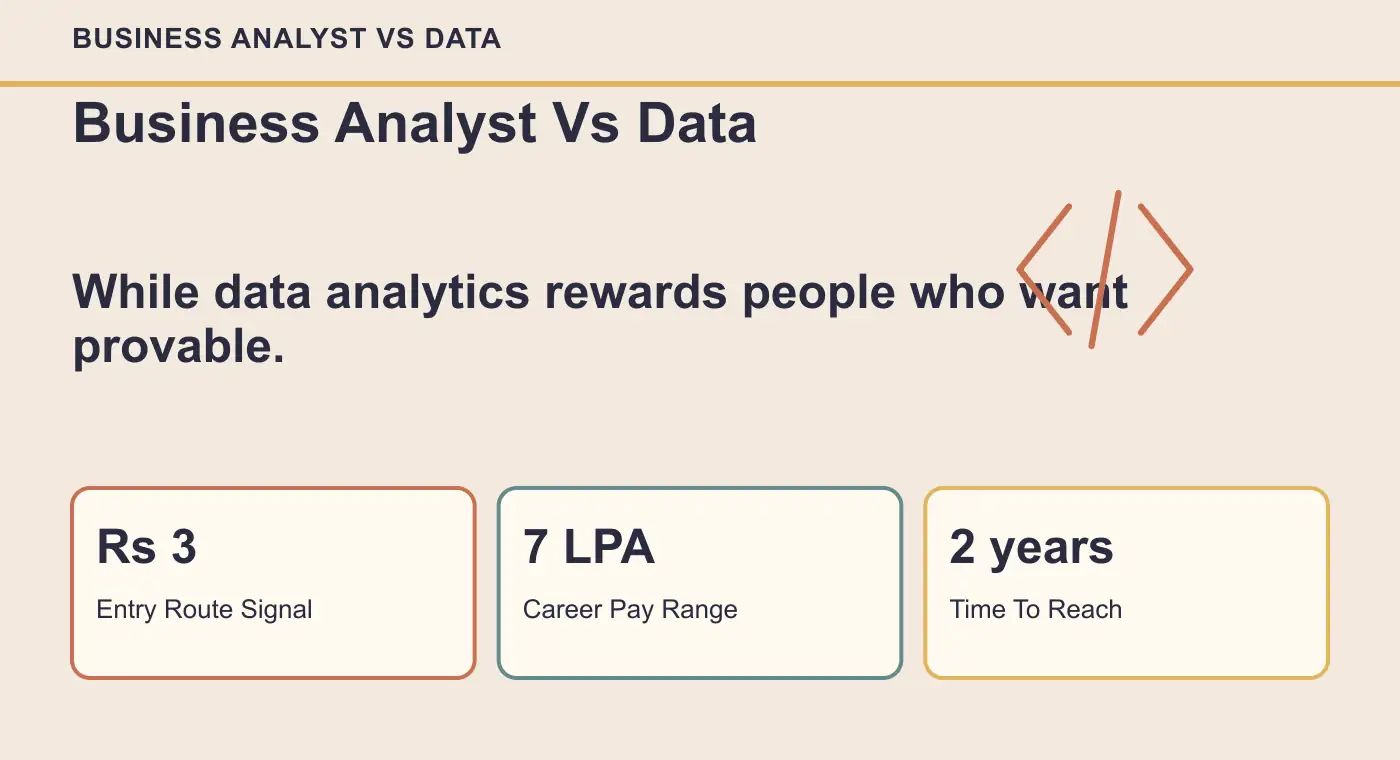 BUSINESS ANALYST VS DATA
Business Analyst Vs Data
While data analytics rewards people who want
provable.
Rs 3
Entry Route Signal
7 LPA
Career Pay Range
2 years
Time To Reach